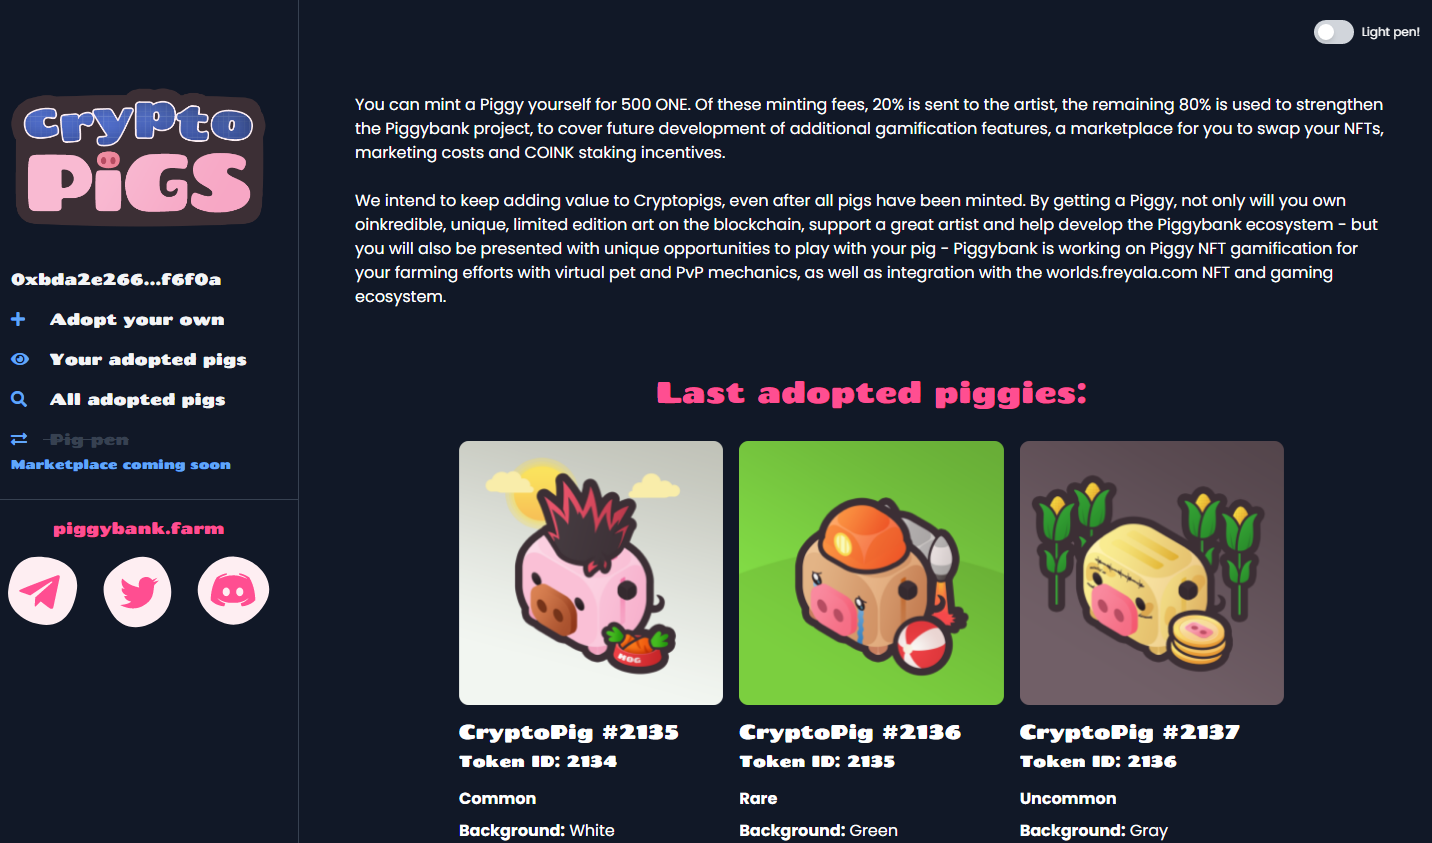 Light pen!
Crypto
PiGS
0xbda2e266...f6f0a
Adopt your own
Your adopted pigs
All adopted pigs
Pig pen
Marketplace coming soon
piggybank.farm
You can mint a Piggy yourself for 500 ONE. Of these minting fees, 20% is sent to the artist, the remaining 80% is used to strengthen
the Piggybank project, to cover future development of additional gamification features, a marketplace for you to swap your NFTs,
marketing costs and COINK staking incentives.
We intend to keep adding value to Cryptopigs, even after all pigs have been minted. By getting a Piggy, not only will you own
oinkredible, unique, limited edition art on the blockchain, support a great artist and help develop the Piggybank ecosystem - but
you will also be presented with unique opportunities to play with your pig - Piggybank is working on Piggy NFT gamification for
your farming efforts with virtual pet and PvP mechanics, as well as integration with the worlds.freyala.com NFT and gaming
ecosystem.
Last adopted piggies:
HOG
CryptoPig #2135
Token ID: 2134
Common
Background: White
CryptoPig #2136
Token ID: 2135
Rare
Background: Green
CryptoPig #2137
Token ID: 2136
Uncommon
Background: Gray